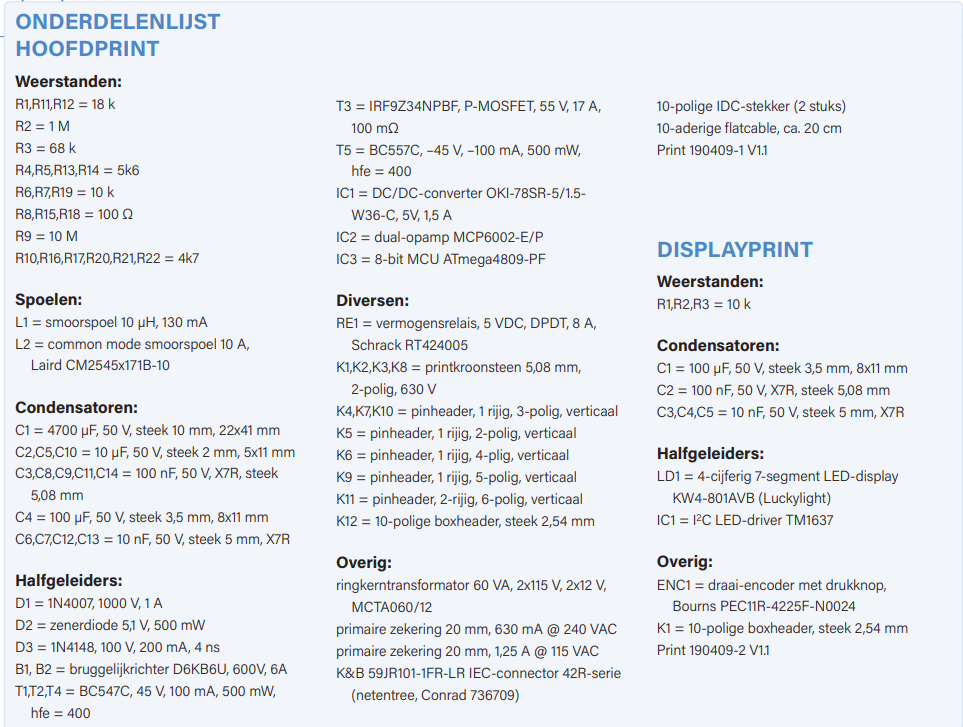 ONDERDELENLIJST
HOOFDPRINT
Weerstanden:
R1,R11,R12 = 18 k
R2 = 1 M
R3 = 68 k
R4,R5,R13,R14 = 5k6
R6,R7,R19 = 10 k
R8,R15,R18 = 100 Ω
R9 = 10 M
R10,R16,R17,R20,R21,R22 = 4k7
Spoelen:
L1 = smoorspoel 10 µH, 130 mA
L2 = common mode smoorspoel 10 A,
Laird CM2545x171B-10
Condensatoren:
C1 = 4700 µF, 50 V, steek 10 mm, 22x41 mm
C2,C5,C10 = 10 µF, 50 V, steek 2 mm, 5x11 mm
C3,C8,C9,C11,C14 = 100 nF, 50 V, X7R, steek
5,08 mm
C4 = 100 µF, 50 V, steek 3,5 mm, 8x11 mm
C6,C7,C12,C13 = 10 nF, 50 V, steek 5 mm, X7R
Halfgeleiders:
D1 = 1N4007, 1000 V, 1 A
D2 = zenerdiode 5,1 V, 500 mW
D3 = 1N4148, 100 V, 200 mA, 4 ns
B1, B2 = bruggelijkrichter D6KB6U, 600V, 6A
T1,T2,T4 = BC547C, 45 V, 100 mA, 500 mW,
hfe = 400
T3 = IRF9Z34NPBF, P-MOSFET, 55 V, 17 A,
100 mΩ
T5 = BC557C, –45 V, –100 mA, 500 mW,
hfe = 400
IC1 = DC/DC-converter OKI-78SR-5/1.5-
W36-C, 5V, 1,5 A
IC2 = dual-opamp MCP6002-E/P
IC3 = 8-bit MCU ATmega4809-PF
Diversen:
RE1 = vermogensrelais, 5 VDC, DPDT, 8 A,
Schrack RT424005
K1,K2,K3,K8 = printkroonsteen 5,08 mm,
2-polig, 630 V
K4,K7,K10 = pinheader, 1 rijig, 3-polig, verticaal
K5 = pinheader, 1 rijig, 2-polig, verticaal
K6 = pinheader, 1 rijig, 4-plig, verticaal
K9 = pinheader, 1 rijig, 5-polig, verticaal
K11 = pinheader, 2-rijig, 6-polig, verticaal
K12 = 10-polige boxheader, steek 2,54 mm
Overig:
ringkerntransformator 60 VA, 2x115 V, 2x12 V,
MCTA060/12
primaire zekering 20 mm, 630 mA @ 240 VAC
primaire zekering 20 mm, 1,25 A @ 115 VAC
K&B 59JR101-1FR-LR IEC-connector 42R-serie
(netentree, Conrad 736709)
10-polige IDC-stekker (2 stuks)
10-aderige flatcable, ca. 20 cm
Print 190409-1 V1.1
DISPLAYPRINT
Weerstanden:
R1,R2,R3 = 10 k
Condensatoren:
C1 = 100 µF, 50 V, steek 3,5 mm, 8x11 mm
C2 = 100 nF, 50 V, X7R, steek 5,08 mm
C3,C4,C5 = 10 nF, 50 V, steek 5 mm, X7R
Halfgeleiders:
LD1 = 4-cijferig 7-segment LED-display
KW4-801AVB (Luckylight)
IC1 = I²C LED-driver TM1637
Overig:
ENC1 = draai-encoder met drukknop,
Bourns PEC11R-4225F-N0024
K1 = 10-polige boxheader, steek 2,54 mm
Print 190409-2 V1.1